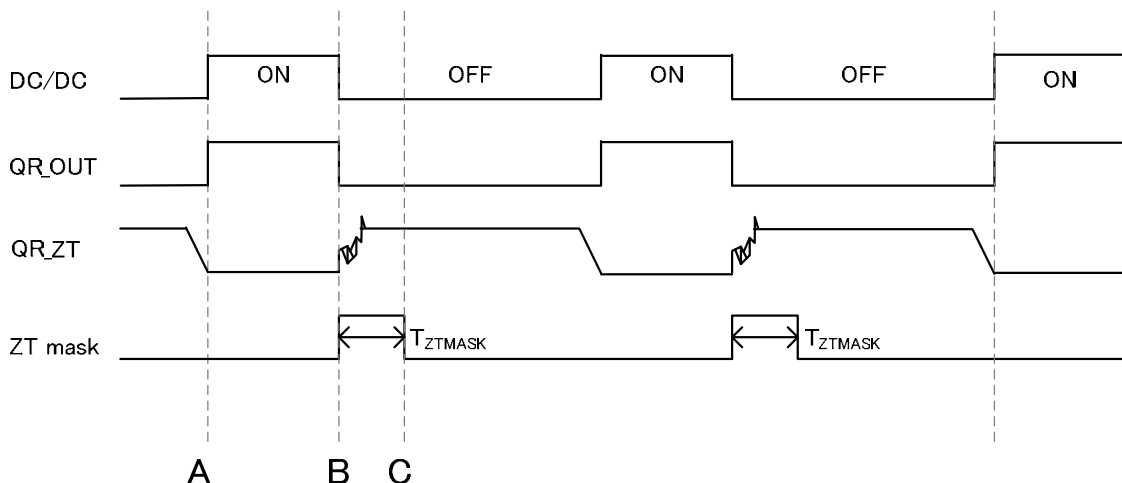 DC/DC ON OFF ON OFF ON
QR_OUT
QR_ZT
ZT mask TZTMASK TZTMASK
A B C